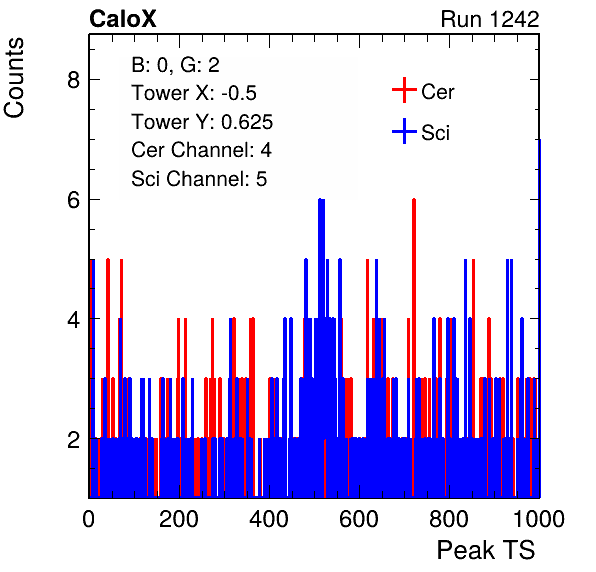 CaloX
Run 1242
Counts
B: 0, G: 2
Tower X: -0.5
Tower Y: 0.625
Cer Channel: 4
Sci Channel: 5
Cer
Sci
8
6
4
2
0 200 400 600 800 1000
Peak TS